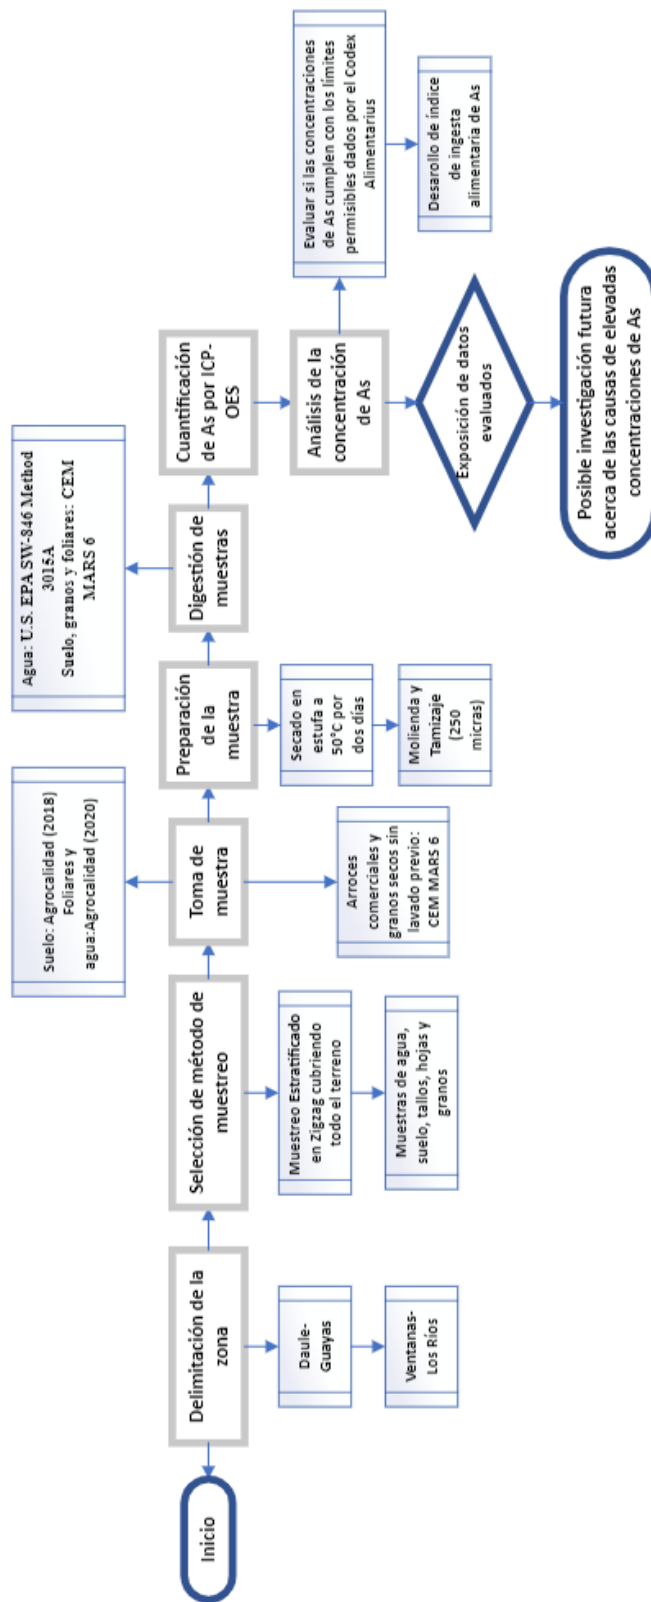 Inicio
Delimitación de la
zona
Daule-
Guayas
Ventanas-
Los Ríos
Selección de método de
muestreo
Muestreo Estratificado
en Zigzag cubriendo
todo el terreno
Muestras de agua,
suelo, tallos, hojas y
granos
Suelo: Agrocalidad (2018)
Foliares y
agua:Agrocalidad (2020)
Toma de
muestra
Arroces
comerciales y
granos secos sin
lavado previo:
CEM MARS 6
Preparación
de la
muestra
Secado en
estufa a
50°C por
dos días
Molienda y
Tamizaje
(250
micras)
Agua: U.S. EPA SW-846 Method
3015A
Suelo, granos y foliares: CEM
MARS 6
Digestión de
muestras
Cuantificación
de As por ICP-
OES
Análisis de la
concentración
de As
Evaluar si las concentraciones
de As cumplen con los límites
permisibles dados por el Codex
Alimentarius
Desarollo de índice
de ingesta
alimentaria de As
Exposición de datos
evaluados
Posible investigación futura
acerca de las causas de elevadas
concentraciones de As